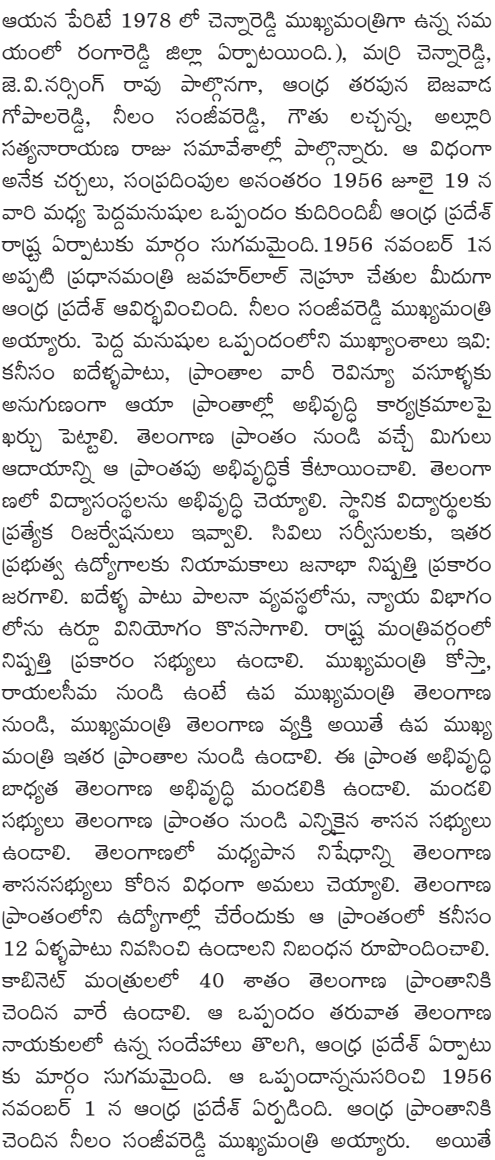 ఆయన పేరిటే 1978 లో చెన్నారెడ్డి ముఖ్యమంత్రిగా ఉన్న సమ
యంలో రంగారెడ్డి జిల్లా ఏర్పాటయింది.), మర్రి చెన్నారెడ్డి,
జె.వి.నర్సింగ్ రావు పాల్గొనగా, ఆంధ్ర తరపున బెజవాడ
గోపాలరెడ్డి, నీలం సంజీవరెడ్డి, గౌతు లచ్చన్న, అల్లూరి
సత్యనారాయణ రాజు సమావేశాల్లో పాల్గొన్నారు. ఆ విధంగా
అనేక చర్చలు, సంప్రదింపుల అనంతరం 1956 జూలై 19 న
వారి మధ్య పెద్దమనుషుల ఒప్పందం కుదిరిందిబీ ఆంధ్ర ప్రదేశ్
రాష్ట్ర ఏర్పాటుకు మార్గం సుగమమైంది.1956 నవంబర్ 1న
అప్పటి ప్రధానమంత్రి జవహర్‌లాల్ నెహ్రూ చేతుల మీదుగా
ఆంధ్ర ప్రదేశ్ ఆవిర్భవించింది. నీలం సంజీవరెడ్డి ముఖ్యమంత్రి
అయ్యారు. పెద్ద మనుషుల ఒప్పందంలోని ముఖ్యాంశాలు ఇవి:
కనీసం ఐదేళ్ళపాటు, ప్రాంతాల వారీ రెవిన్యూ వసూళ్ళకు
అనుగుణంగా ఆయా ప్రాంతాల్లో అభివృద్ధి కార్యక్రమాలపై
ఖర్చు పెట్టాలి. తెలంగాణ ప్రాంతం నుండి వచ్చే మిగులు
ఆదాయాన్ని ఆ ప్రాంతపు అభివృద్ధికే కేటాయించాలి. తెలంగా
ణలో విద్యాసంస్థలను అభివృద్ధి చెయ్యాలి. స్థానిక విద్యార్థులకు
ప్రత్యేక రిజర్వేషనులు ఇవ్వాలి. సివిలు సర్వీసులకు, ఇతర
ప్రభుత్వ ఉద్యోగాలకు నియామకాలు జనాభా నిష్పత్తి ప్రకారం
జరగాలి. ఐదేళ్ళ పాటు పాలనా వ్యవస్థలోను, న్యాయ విభాగం
లోను ఉర్దూ వినియోగం కొనసాగాలి. రాష్ట్ర మంత్రివర్గంలో
నిష్పత్తి ప్రకారం సభ్యులు ఉండాలి. ముఖ్యమంత్రి కోస్తా,
రాయలసీమ నుండి ఉంటే ఉప ముఖ్యమంత్రి తెలంగాణ
నుండి, ముఖ్యమంత్రి తెలంగాణ వ్యక్తి అయితే ఉప ముఖ్య
మంత్రి ఇతర ప్రాంతాల నుండి ఉండాలి. ఈ ప్రాంత అభివృద్ధి
బాధ్యత తెలంగాణ అభివృద్ధి మండలికి ఉండాలి. మండలి
సభ్యులు తెలంగాణ ప్రాంతం నుండి ఎన్నికైన శాసన సభ్యులు
ఉండాలి. తెలంగాణలో మధ్యపాన నిషేధాన్ని తెలంగాణ
శాసనసభ్యులు కోరిన విధంగా అమలు చెయ్యాలి. తెలంగాణ
ప్రాంతంలోని ఉద్యోగాల్లో చేరేందుకు ఆ ప్రాంతంలో కనీసం
12 ఏళ్ళపాటు నివసించి ఉండాలని నిబంధన రూపొందించాలి.
కాబినెట్ మంత్రులలో 40 శాతం తెలంగాణ ప్రాంతానికి
చెందిన వారే ఉండాలి. ఆ ఒప్పందం తరువాత తెలంగాణ
నాయకులలో ఉన్న సందేహాలు తొలగి, ఆంధ్ర ప్రదేశ్ ఏర్పాటు
కు మార్గం సుగమమైంది. ఆ ఒప్పందాన్ననుసరించి 1956
నవంబర్ 1 న ఆంధ్ర ప్రదేశ్ ఏర్పడింది. ఆంధ్ర ప్రాంతానికి
చెందిన నీలం సంజీవరెడ్డి ముఖ్యమంత్రి అయ్యారు. అయితే